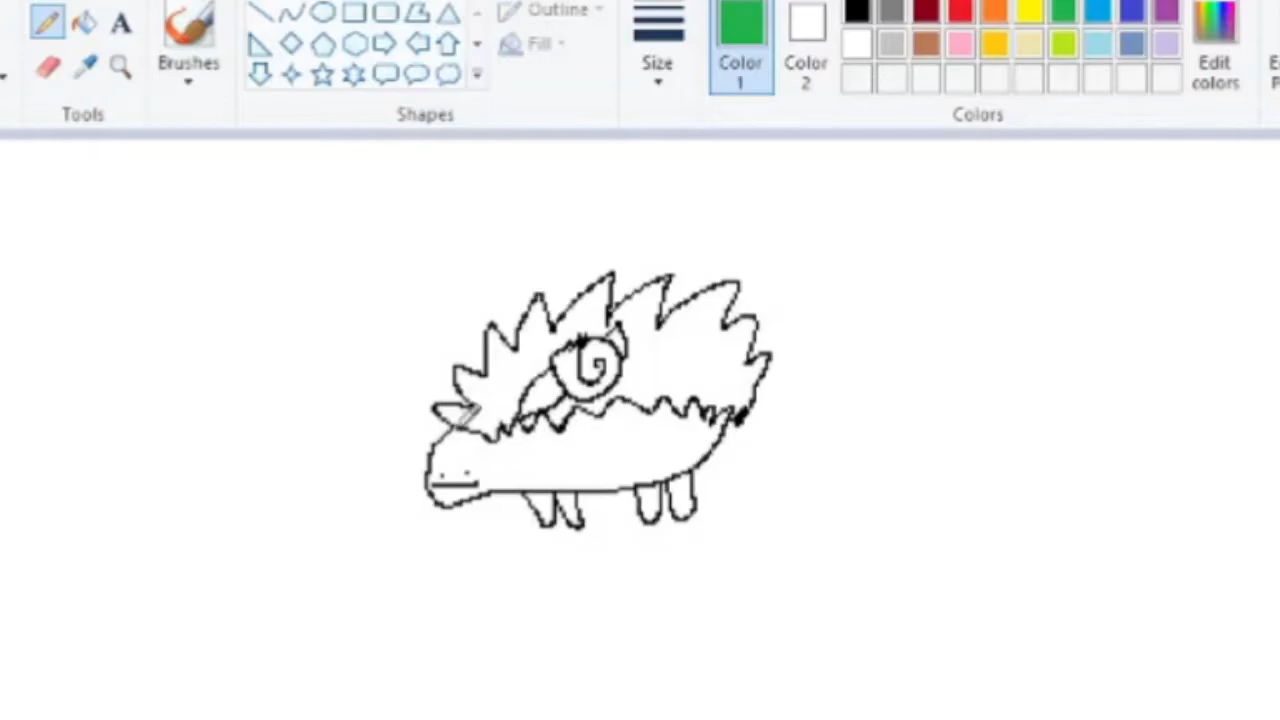 A
Outline
Fill
Brushes
Size
Color
1
Color
2
Edit
colors
Tools
Shapes
Colors